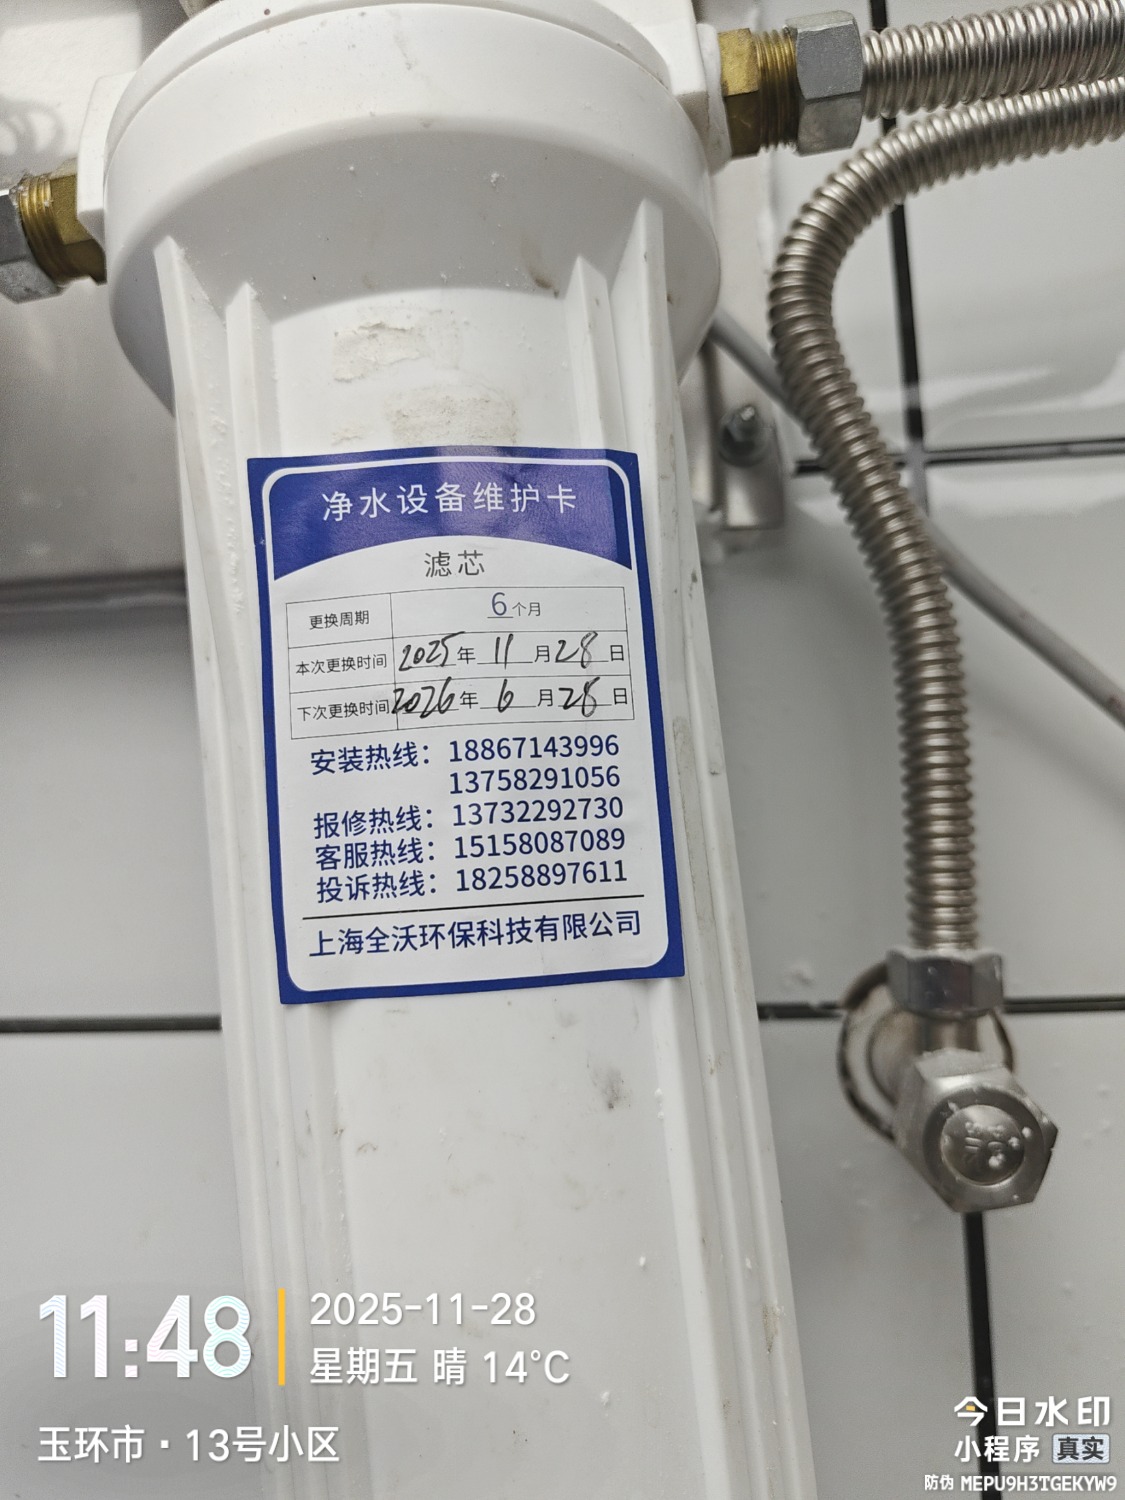 净水设备维护卡
滤芯
更换周期 6个月
本次更换时间 2025年11月28日
下次更换时间 2026年6月28日
安装热线：18867143996
13758291056
报修热线：13732292730
客服热线：15158087089
投诉热线：18258897611
上海全沃环保科技有限公司
11:48
2025-11-28
星期五 晴 14°C
玉环市·13号小区
今日水印
小程序 真实
防伪 MEPU9H3TGEKYW9